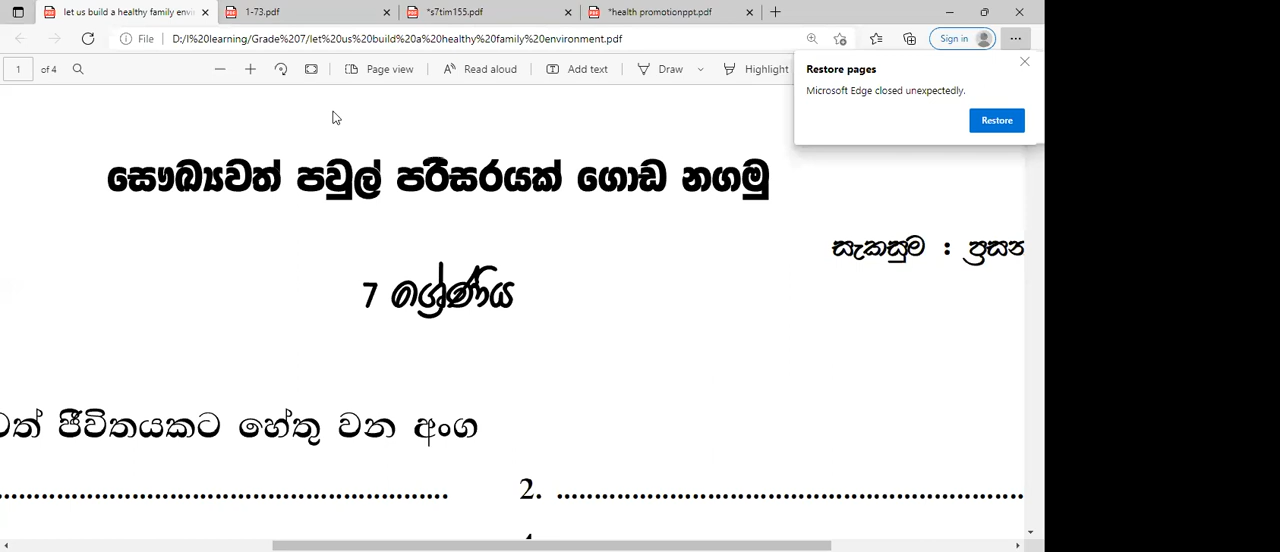 let us build a healthy family envi
1-73.pdf
*s7tim155.pdf
*health promotionppt.pdf
File
D:/I%20learning/Grade%207/let%20us%20build%20a%20healthy%20family%20environment.pdf
Sign in
1 of 4
Page view
Read aloud
Add text
Draw
Highlight
Restore pages
Microsoft Edge closed unexpectedly.
Restore
සෞඛ්‍යවත් පවුල් පරිසරයක් ගොඩ නගමු
සැකසුම :
7 ශ්‍රේණිය
ජීවිතයකට හේතු වන අංග
................................................................ 2. ................................................................